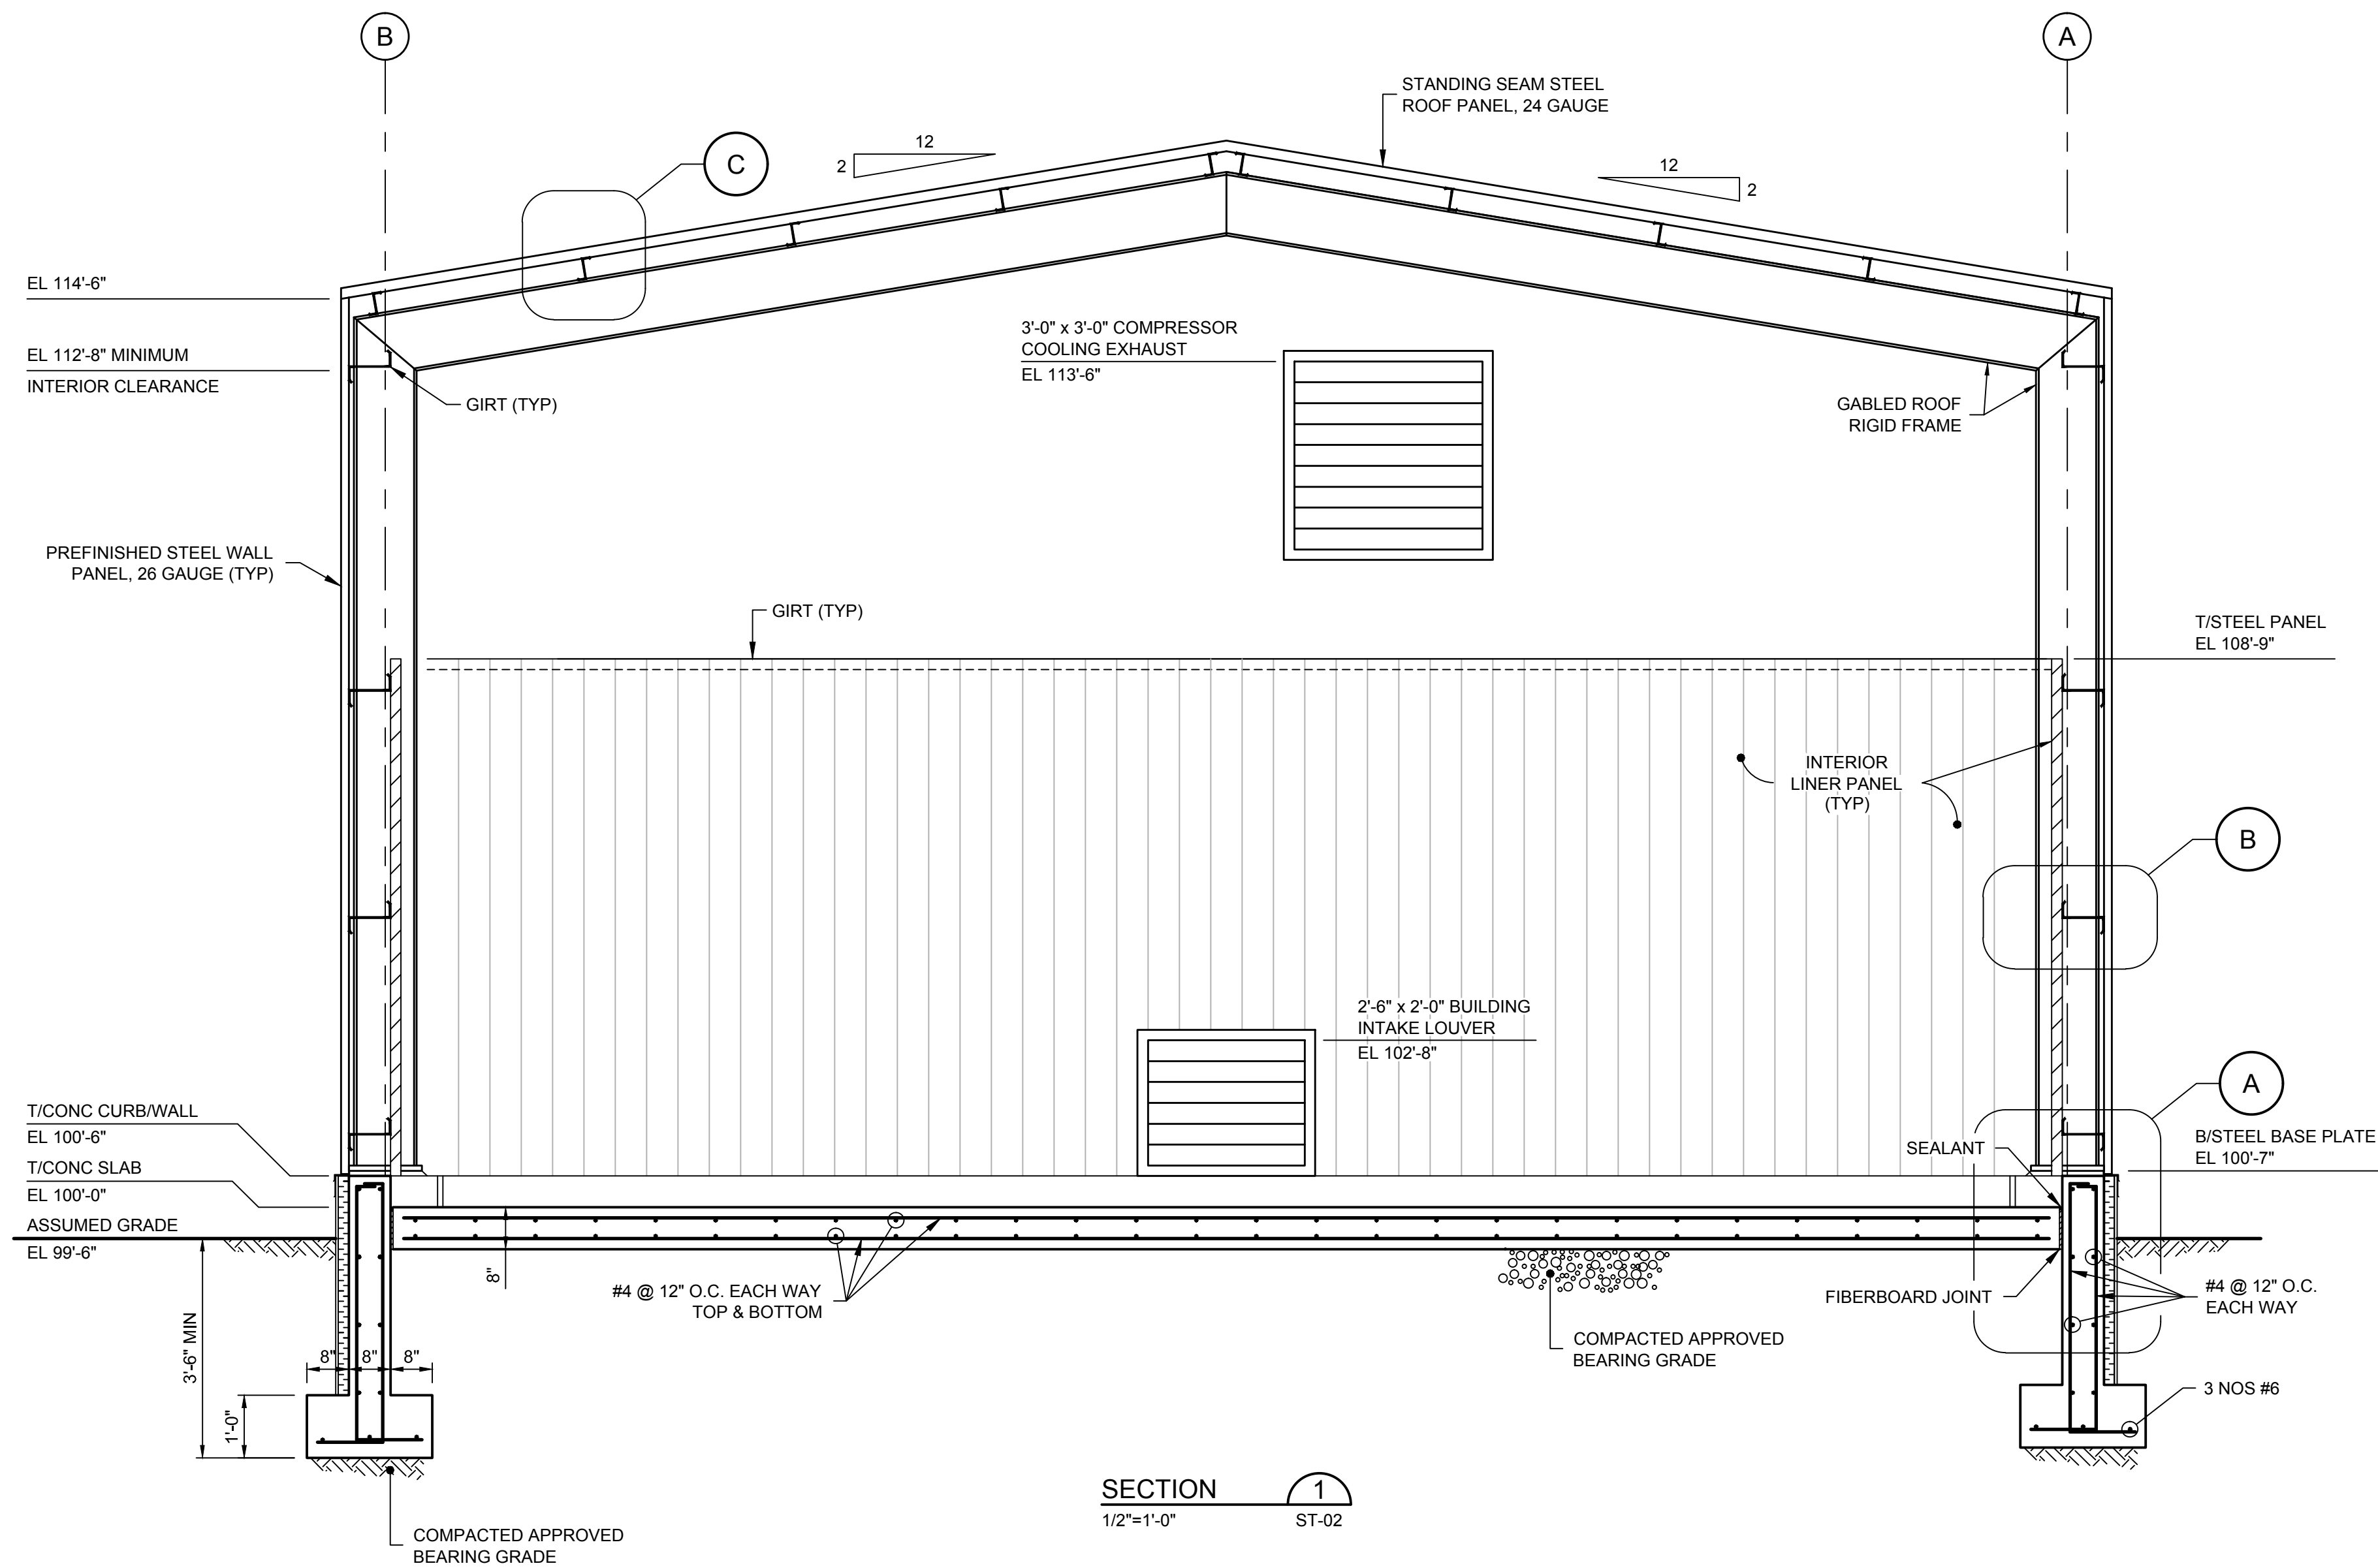 B
A
STANDING SEAM STEEL
ROOF PANEL, 24 GAUGE
12
2
C
12
2
EL 114'-6"
3'-0" x 3'-0" COMPRESSOR
COOLING EXHAUST
EL 113'-6"
EL 112'-8" MINIMUM
INTERIOR CLEARANCE
GIRT (TYP)
GABLED ROOF
RIGID FRAME
PREFINISHED STEEL WALL
PANEL, 26 GAUGE (TYP)
GIRT (TYP)
T/STEEL PANEL
EL 108'-9"
INTERIOR
LINER PANEL
(TYP)
B
2'-6" x 2'-0" BUILDING
INTAKE LOUVER
EL 102'-8"
A
T/CONC CURB/WALL
EL 100'-6"
T/CONC SLAB
EL 100'-0"
ASSUMED GRADE
EL 99'-6"
SEALANT
B/STEEL BASE PLATE
EL 100'-7"
8"
#4 @ 12" O.C. EACH WAY
TOP & BOTTOM
FIBERBOARD JOINT
#4 @ 12" O.C.
EACH WAY
COMPACTED APPROVED
BEARING GRADE
3'-6" MIN
8"
8"
8"
1'-0"
3 NOS #6
SECTION
1
1/2"=1'-0"
ST-02
COMPACTED APPROVED
BEARING GRADE